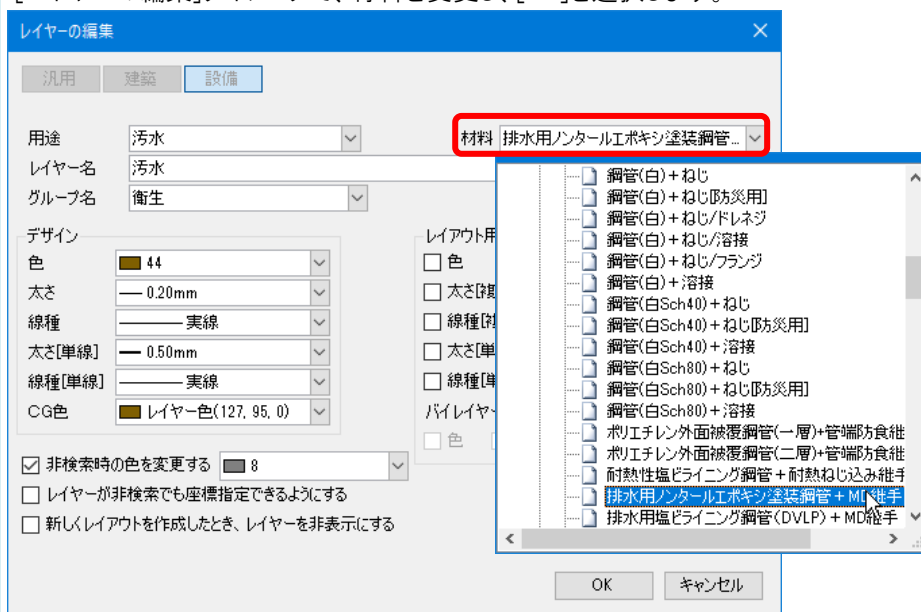 レイヤーの編集
汎用 建築 設備
用途 汚水 材料 排水用ノンタールエポキシ塗装鋼管...
レイヤー名 汚水
グループ名 衛生
デザイン
色 44
太さ 0.20mm
線種 実線
太さ[単線] 0.50mm
線種[単線] 実線
CG色 レイヤー色(127, 95, 0)
レイアウト用
色
太さ[複
線種[複
太さ[単
線種[単
バイレイヤー
色
非検索時の色を変更する 8
レイヤーが非検索でも座標指定できるようにする
新しくレイアウトを作成したとき、レイヤーを非表示にする
鋼管(白)+ねじ
鋼管(白)+ねじ[防災用]
鋼管(白)+ねじ/ドレネジ
鋼管(白)+ねじ/溶接
鋼管(白)+ねじ/フランジ
鋼管(白)+溶接
鋼管(白Sch40)+ねじ
鋼管(白Sch40)+ねじ[防災用]
鋼管(白Sch40)+溶接
鋼管(白Sch80)+ねじ
鋼管(白Sch80)+ねじ[防災用]
鋼管(白Sch80)+溶接
ポリエチレン外面被覆鋼管(一層)+管端防食継
ポリエチレン外面被覆鋼管(二層)+管端防食継
耐熱性塩ビライニング鋼管+耐熱ねじ込み継手
排水用ノンタールエポキシ塗装鋼管+MD継手
排水用塩ビライニング鋼管(DVLP)+MD継手
OK キャンセル